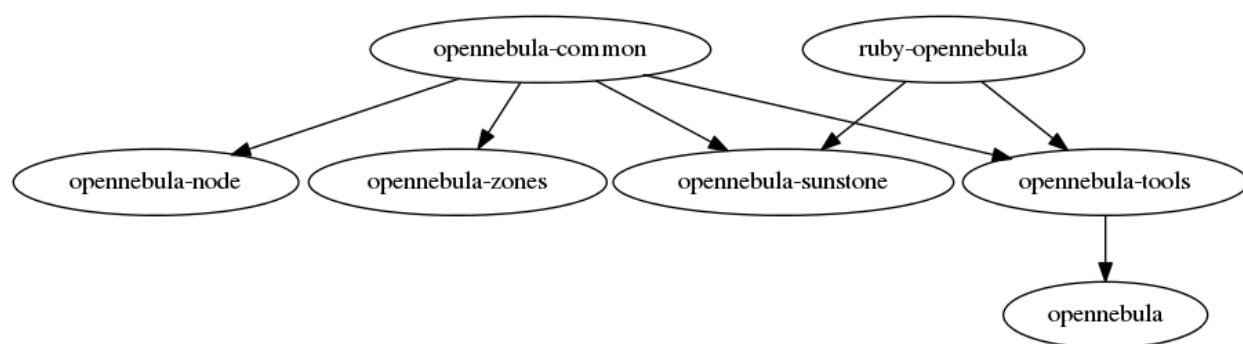 opennebula-common
ruby-opennebula
opennebula-node
opennebula-zones
opennebula-sunstone
opennebula-tools
opennebula